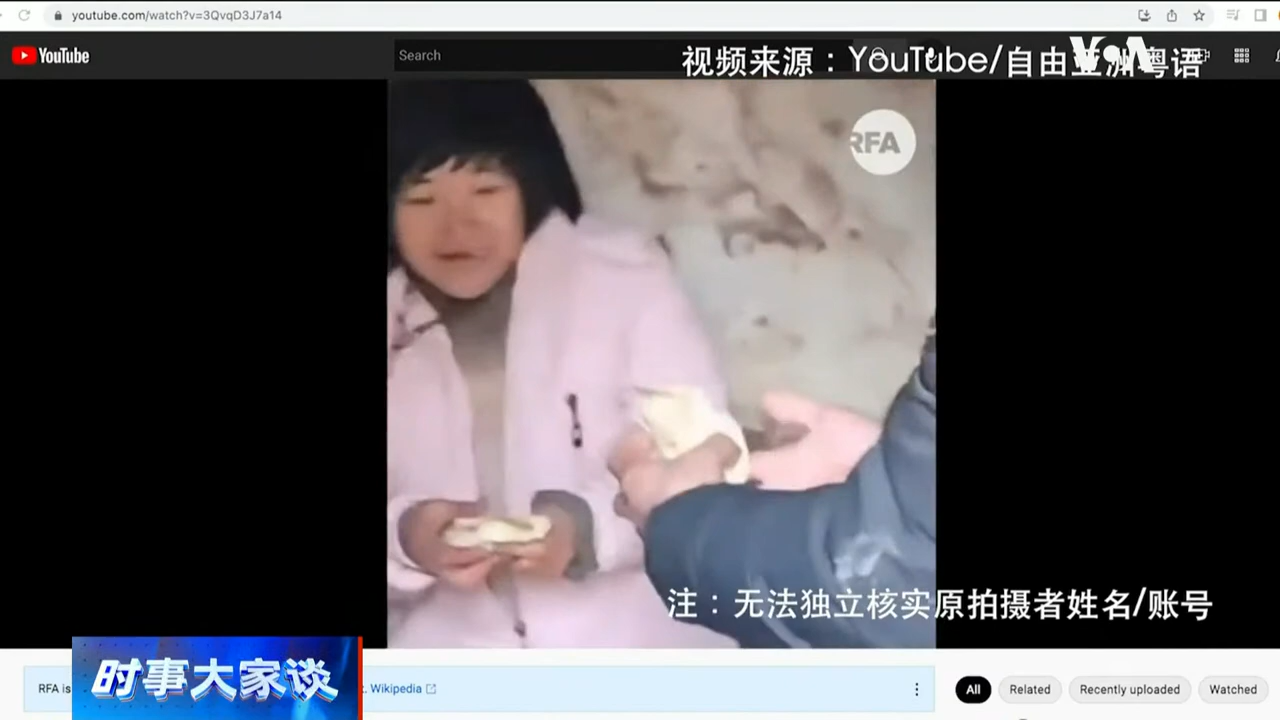 youtube.com/watch?v=3QvqD3J7a14
YouTube
Search
视频来源：YouTube/自由亚洲粤语
VOA
RFA
注：无法独立核实原拍摄者姓名/账号
时事大家谈
RFA is
Wikipedia
All
Related
Recently uploaded
Watched